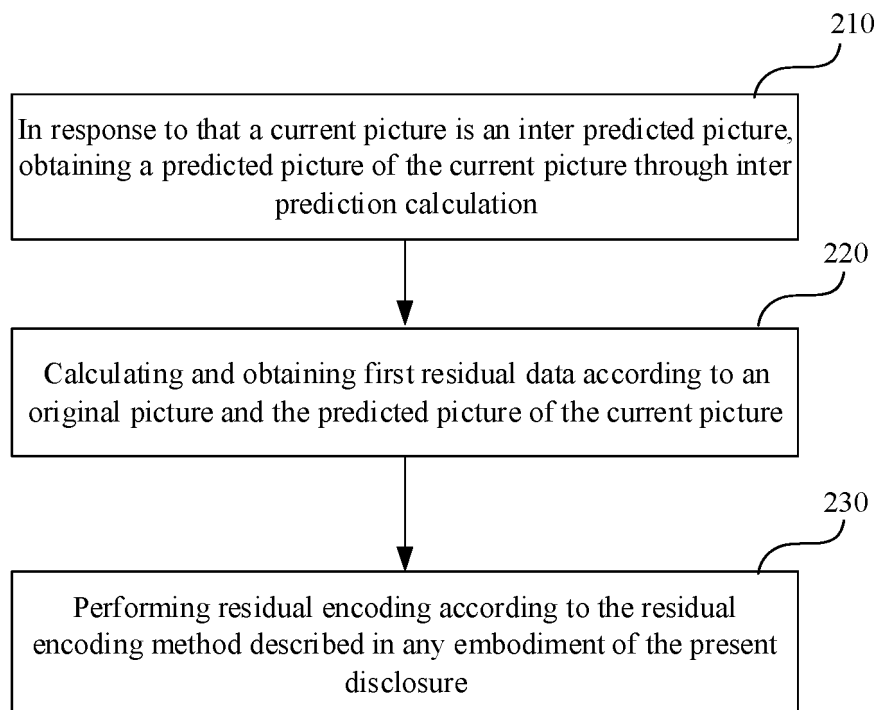 210
In response to that a current picture is an inter predicted picture,
obtaining a predicted picture of the current picture through inter
prediction calculation
220
Calculating and obtaining first residual data according to an
original picture and the predicted picture of the current picture
230
Performing residual encoding according to the residual
encoding method described in any embodiment of the present
disclosure